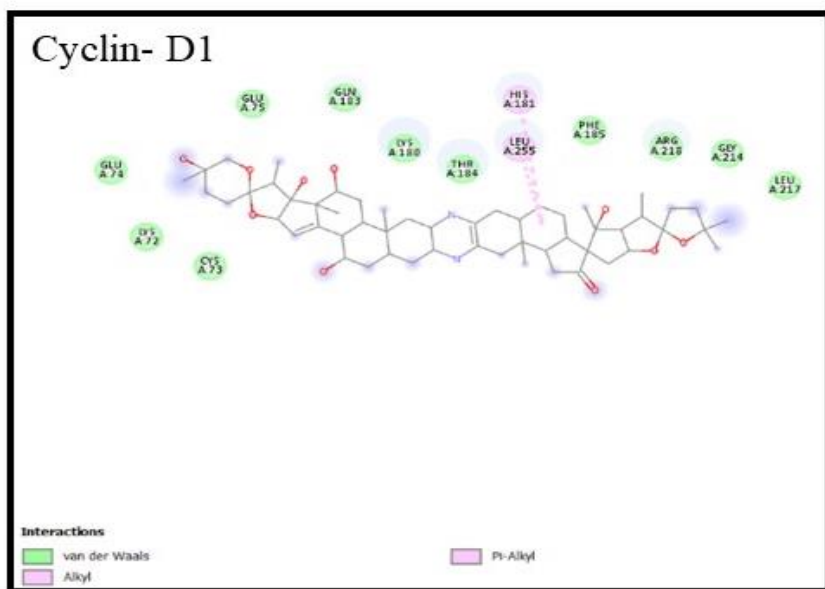 Cyclin- D1
GLU
A:75
GLN
A:183
HIS
A:181
LYS
A:180
THR
A:184
LEU
A:255
PHE
A:185
ARG
A:218
GLY
A:214
LEU
A:217
GLU
A:74
LYS
A:72
CYS
A:73
N
N
O
O
O
O
O
O
O
O
O
O
Interactions
van der Waals
Alkyl
Pi-Alkyl